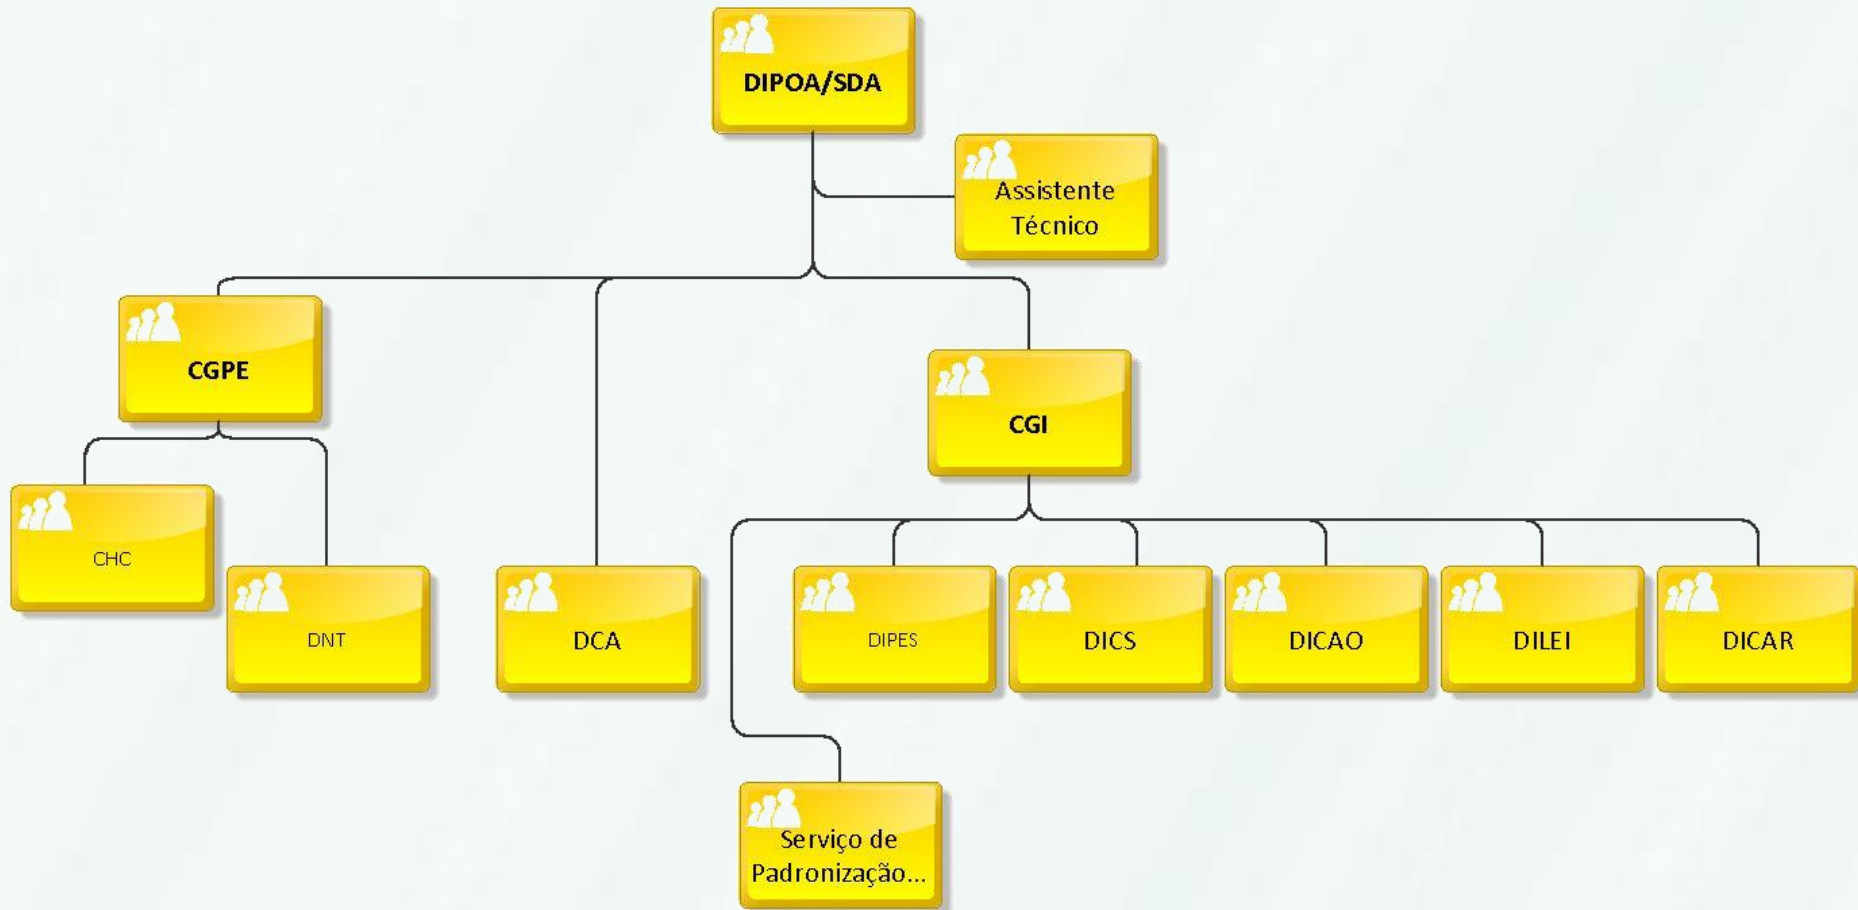 DIPOA/SDA
Assistente
Técnico
CGPE
CGI
CHC
DNT
DCA
DIPES
DICS
DICAO
DILEI
DICAR
Serviço de
Padronização...